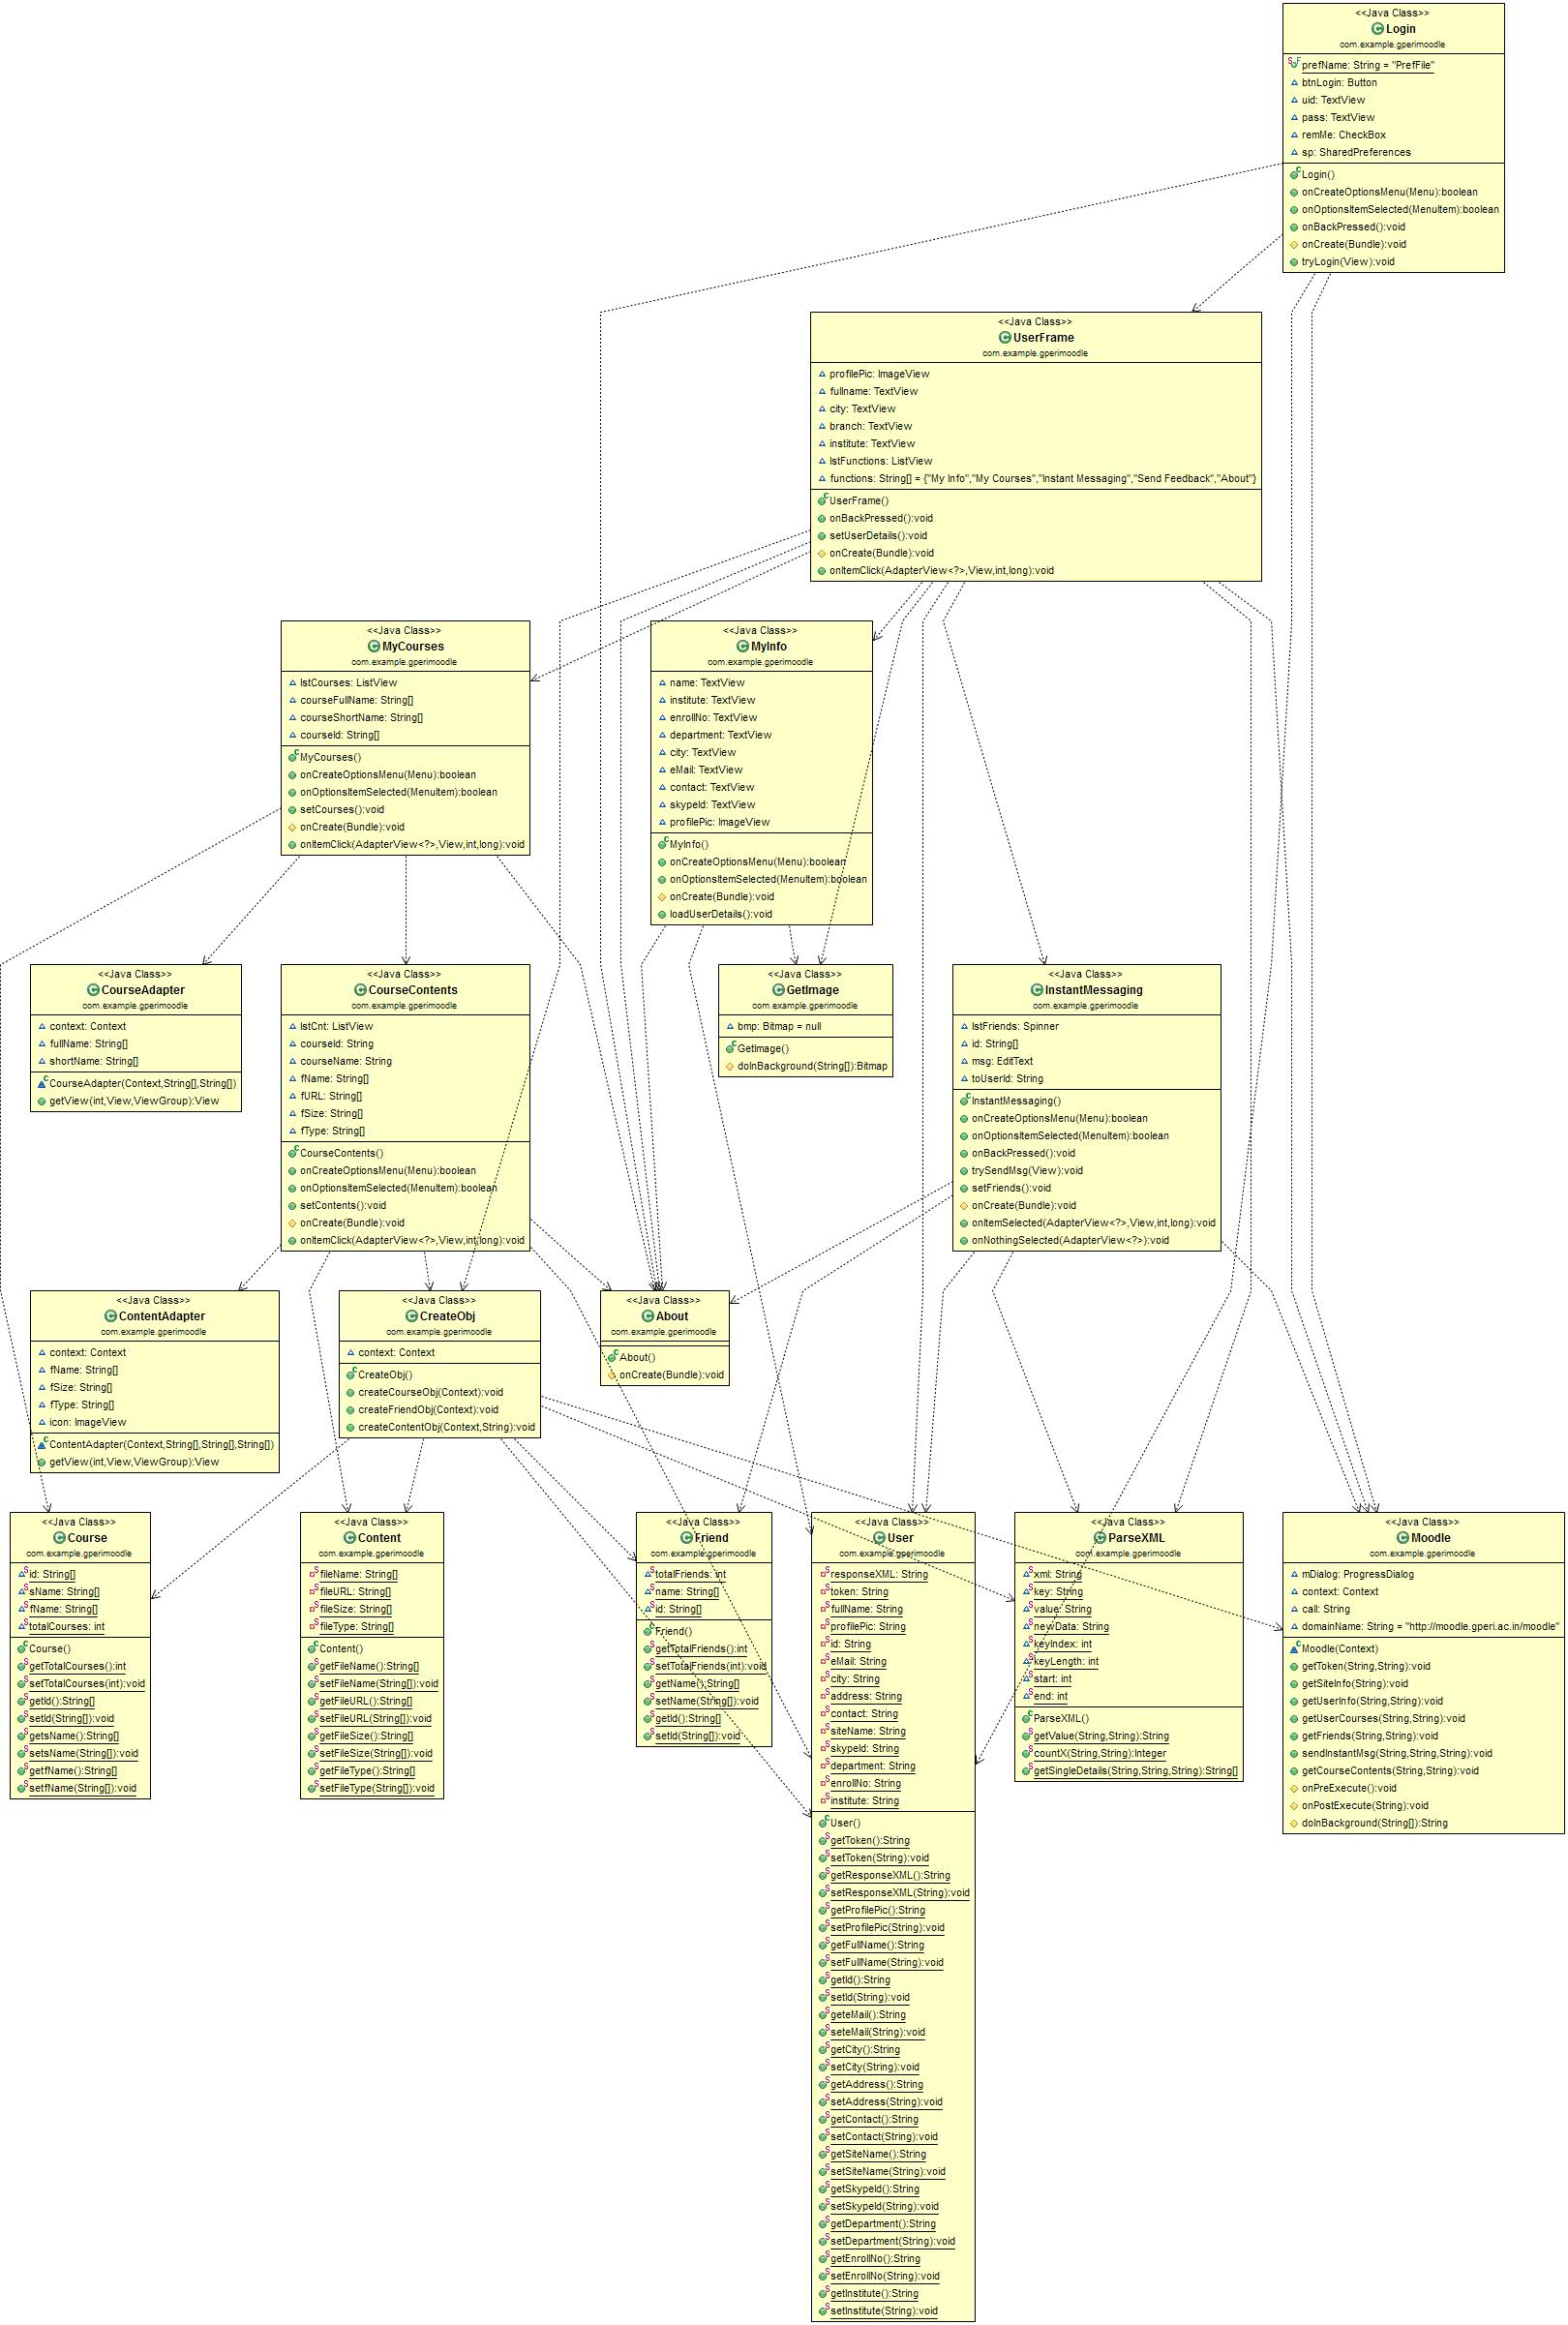 <<Java Class>>
Login
com.example.gperimoodle
prefName: String = "PrefFile"
btnLogin: Button
uid: TextView
pass: TextView
remMe: CheckBox
sp: SharedPreferences
Login()
onCreateOptionsMenu(Menu):boolean
onOptionsItemSelected(MenuItem):boolean
onBackPressed():void
onCreate(Bundle):void
tryLogin(View):void
<<Java Class>>
UserFrame
com.example.gperimoodle
profilePic: ImageView
fullname: TextView
city: TextView
branch: TextView
institute: TextView
lstFunctions: ListView
functions: String[] = {"My Info","My Courses","Instant Messaging","Send Feedback","About"}
UserFrame()
onBackPressed():void
setUserDetails():void
onCreate(Bundle):void
onItemClick(AdapterView<?>,View,int,long):void
<<Java Class>>
MyCourses
com.example.gperimoodle
lstCourses: ListView
courseFullName: String[]
courseShortName: String[]
courseId: String[]
MyCourses()
onCreateOptionsMenu(Menu):boolean
onOptionsItemSelected(MenuItem):boolean
setCourses():void
onCreate(Bundle):void
onItemClick(AdapterView<?>,View,int,long):void
<<Java Class>>
MyInfo
com.example.gperimoodle
name: TextView
institute: TextView
enrollNo: TextView
department: TextView
city: TextView
eMail: TextView
contact: TextView
skypeId: TextView
profilePic: ImageView
MyInfo()
onCreateOptionsMenu(Menu):boolean
onOptionsItemSelected(MenuItem):boolean
onCreate(Bundle):void
loadUserDetails():void
<<Java Class>>
CourseAdapter
com.example.gperimoodle
context: Context
fullName: String[]
shortName: String[]
CourseAdapter(Context,String[],String[])
getView(int,View,ViewGroup):View
<<Java Class>>
CourseContents
com.example.gperimoodle
lstCnt: ListView
courseId: String
courseName: String
fName: String[]
fURL: String[]
fSize: String[]
fType: String[]
CourseContents()
onCreateOptionsMenu(Menu):boolean
onOptionsItemSelected(MenuItem):boolean
setContents():void
onCreate(Bundle):void
onItemClick(AdapterView<?>,View,int,long):void
<<Java Class>>
GetImage
com.example.gperimoodle
bmp: Bitmap = null
GetImage()
doInBackground(String[]):Bitmap
<<Java Class>>
InstantMessaging
com.example.gperimoodle
lstFriends: Spinner
id: String[]
msg: EditText
toUserId: String
InstantMessaging()
onCreateOptionsMenu(Menu):boolean
onOptionsItemSelected(MenuItem):boolean
onBackPressed():void
trySendMsg(View):void
setFriends():void
onCreate(Bundle):void
onItemSelected(AdapterView<?>,View,int,long):void
onNothingSelected(AdapterView<?>):void
<<Java Class>>
ContentAdapter
com.example.gperimoodle
context: Context
fName: String[]
fSize: String[]
fType: String[]
icon: ImageView
ContentAdapter(Context,String[],String[],String[])
getView(int,View,ViewGroup):View
<<Java Class>>
CreateObj
com.example.gperimoodle
context: Context
CreateObj()
createCourseObj(Context):void
createFriendObj(Context):void
createContentObj(Context,String):void
<<Java Class>>
About
com.example.gperimoodle
About()
onCreate(Bundle):void
<<Java Class>>
Course
com.example.gperimoodle
id: String[]
sName: String[]
fName: String[]
totalCourses: int
Course()
getTotalCourses():int
setTotalCourses(int):void
getId():String[]
setId(String[]):void
getsName():String[]
setsName(String[]):void
getfName():String[]
setfName(String[]):void
<<Java Class>>
Content
com.example.gperimoodle
fileName: String[]
fileURL: String[]
fileSize: String[]
fileType: String[]
Content()
getFileName():String[]
setFileName(String[]):void
getFileURL():String[]
setFileURL(String[]):void
getFileSize():String[]
setFileSize(String[]):void
getFileType():String[]
setFileType(String[]):void
<<Java Class>>
Friend
com.example.gperimoodle
totalFriends: int
name: String[]
id: String[]
Friend()
getTotalFriends():int
setTotalFriends(int):void
getName():String[]
setName(String[]):void
getId():String[]
setId(String[]):void
<<Java Class>>
User
com.example.gperimoodle
responseXML: String
token: String
fullName: String
profilePic: String
id: String
eMail: String
city: String
address: String
contact: String
siteName: String
skypeId: String
department: String
enrollNo: String
institute: String
User()
getToken():String
setToken(String):void
getResponseXML():String
setResponseXML(String):void
getProfilePic():String
setProfilePic(String):void
getFullName():String
setFullName(String):void
getId():String
setId(String):void
geteMail():String
seteMail(String):void
getCity():String
setCity(String):void
getAddress():String
setAddress(String):void
getContact():String
setContact(String):void
getSiteName():String
setSiteName(String):void
getSkypeId():String
setSkypeId(String):void
getDepartment():String
setDepartment(String):void
getEnrollNo():String
setEnrollNo(String):void
getInstitute():String
setInstitute(String):void
<<Java Class>>
ParseXML
com.example.gperimoodle
xml: String
key: String
value: String
newData: String
keyIndex: int
keyLength: int
start: int
end: int
ParseXML()
getValue(String,String):String
countX(String,String):Integer
getSingleDetails(String,String,String):String[]
<<Java Class>>
Moodle
com.example.gperimoodle
mDialog: ProgressDialog
context: Context
call: String
domainName: String = "http://moodle.gperi.ac.in/moodle"
Moodle(Context)
getToken(String,String):void
getSiteInfo(String):void
getUserInfo(String,String):void
getUserCourses(String,String):void
getFriends(String,String):void
sendInstantMsg(String,String,String):void
getCourseContents(String,String):void
onPreExecute():void
onPostExecute(String):void
doInBackground(String[]):String